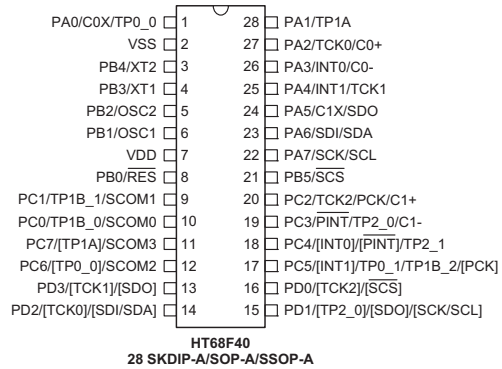 PA0/C0X/TP0_0 1 28 PA1/TP1A
VSS 2 27 PA2/TCK0/C0+
PB4/XT2 3 26 PA3/INT0/C0-
PB3/XT1 4 25 PA4/INT1/TCK1
PB2/OSC2 5 24 PA5/C1X/SDO
PB1/OSC1 6 23 PA6/SDI/SDA
VDD 7 22 PA7/SCK/SCL
PB0/RES 8 21 PB5/SCS
PC1/TP1B_1/SCOM1 9 20 PC2/TCK2/PCK/C1+
PC0/TP1B_0/SCOM0 10 19 PC3/PINT/TP2_0/C1-
PC7/[TP1A]/SCOM3 11 18 PC4/[INT0]/[PINT]/TP2_1
PC6/[TP0_0]/SCOM2 12 17 PC5/[INT1]/TP0_1/TP1B_2/[PCK]
PD3/[TCK1]/[SDO] 13 16 PD0/[TCK2]/[SCS]
PD2/[TCK0]/[SDI/SDA] 14 15 PD1/[TP2_0]/[SDO]/[SCK/SCL]
HT68F40
28 SKDIP-A/SOP-A/SSOP-A